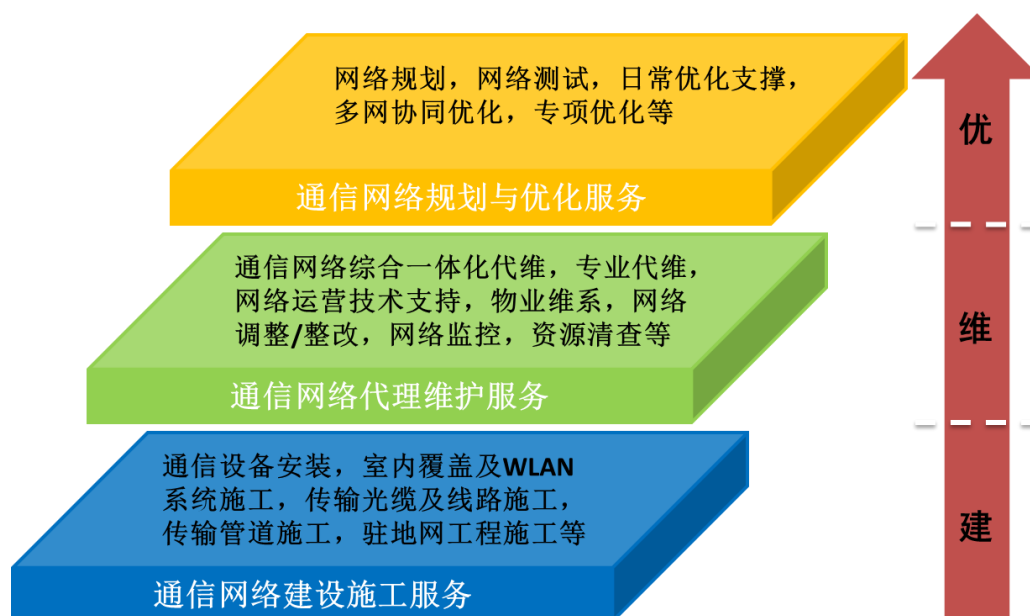 网络规划，网络测试，日常优化支撑，
多网协同优化，专项优化等
通信网络规划与优化服务
优
通信网络综合一体化代维，专业代维，
网络运营技术支持，物业维系，网络
调整/整改，网络监控，资源清查等
通信网络代理维护服务
维
通信设备安装，室内覆盖及WLAN
系统施工，传输光缆及线路施工，
传输管道施工，驻地网工程施工等
通信网络建设施工服务
建